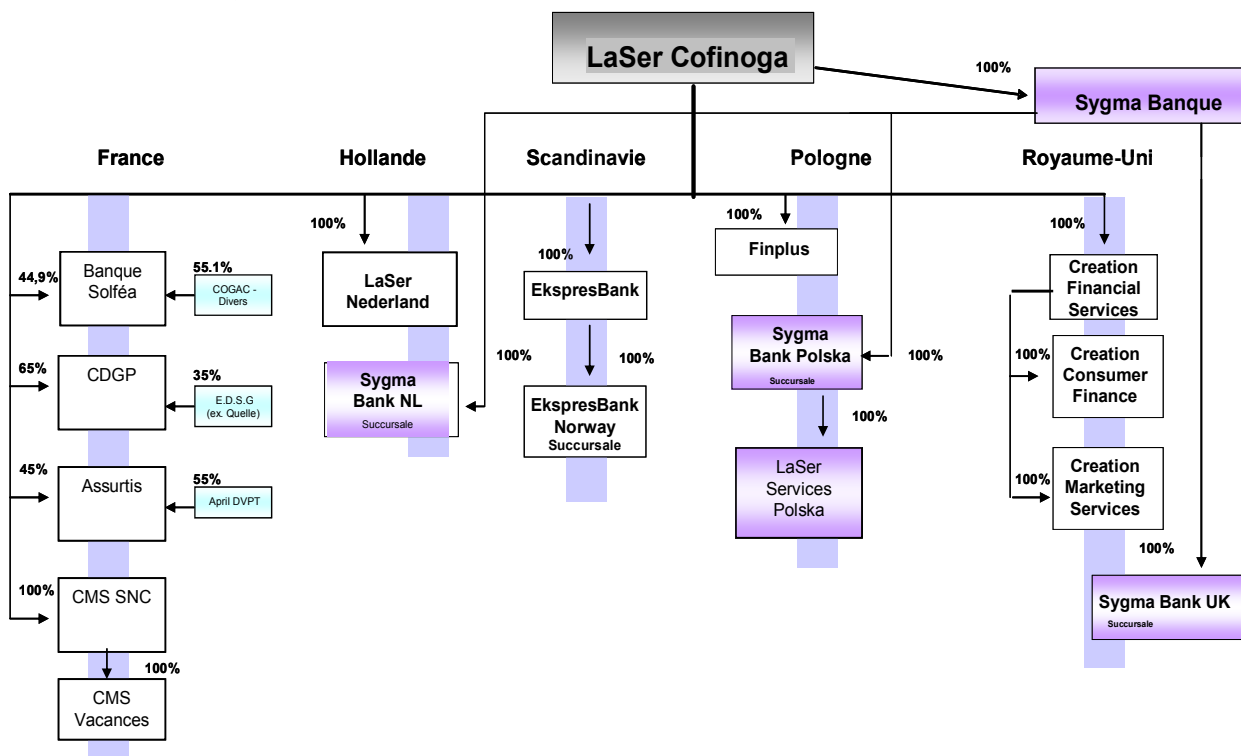 LaSer Cofinoga
100%
Sygma Banque
France
Hollande
Scandinavie
Pologne
Royaume-Uni
44,9%
Banque
Solféa
55.1%
COGAC -
Divers
65%
CDGP
35%
E.D.S.G
(ex. Quelle)
45%
Assurtis
55%
April DVPT
100%
CMS SNC
100%
CMS
Vacances
100%
LaSer
Nederland
100%
Sygma
Bank NL
Succursale
100%
EkspresBank
100%
EkspresBank
Norway
Succursale
100%
Finplus
Sygma
Bank Polska
Succursale
100%
100%
LaSer
Services
Polska
100%
Creation
Financial
Services
100%
Creation
Consumer
Finance
100%
Creation
Marketing
Services
100%
Sygma Bank UK
Succursale